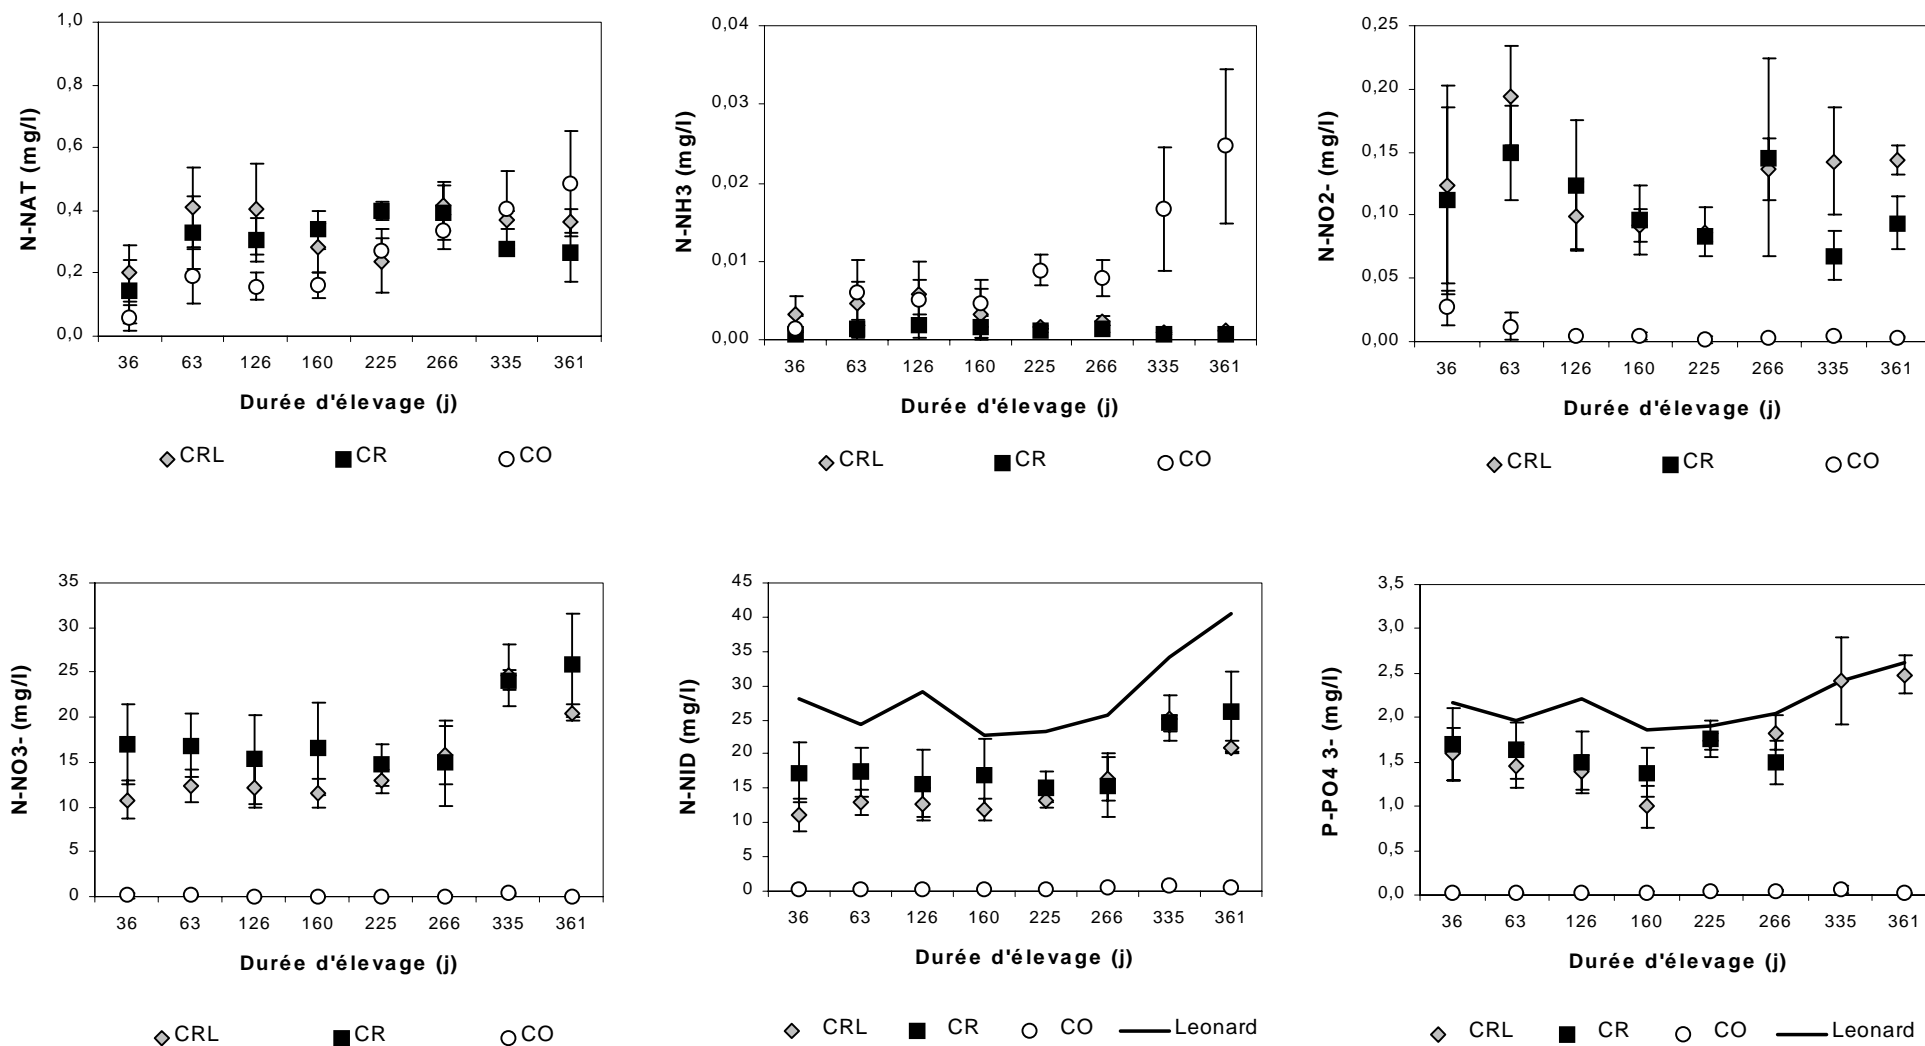 N-NAT (mg/l)
1,0
0,8
0,6
0,4
0,2
0,0
36 63 126 160 225 266 335 361
Durée d'élevage (j)
CRL CR CO
N-NH3 (mg/l)
0,04
0,03
0,02
0,01
0,00
36 63 126 160 225 266 335 361
Durée d'élevage (j)
CRL CR CO
N-NO2- (mg/l)
0,25
0,20
0,15
0,10
0,05
0,00
36 63 126 160 225 266 335 361
Durée d'élevage (j)
CRL CR CO
N-NO3- (mg/l)
35
30
25
20
15
10
5
0
36 63 126 160 225 266 335 361
Durée d'élevage (j)
CRL CR CO
N-NID (mg/l)
45
40
35
30
25
20
15
10
5
0
36 63 126 160 225 266 335 361
Durée d'élevage (j)
CRL CR CO Leonard
P-PO4 3- (mg/l)
3,5
3,0
2,5
2,0
1,5
1,0
0,5
0,0
36 63 126 160 225 266 335 361
Durée d'élevage (j)
CRL CR CO Leonard